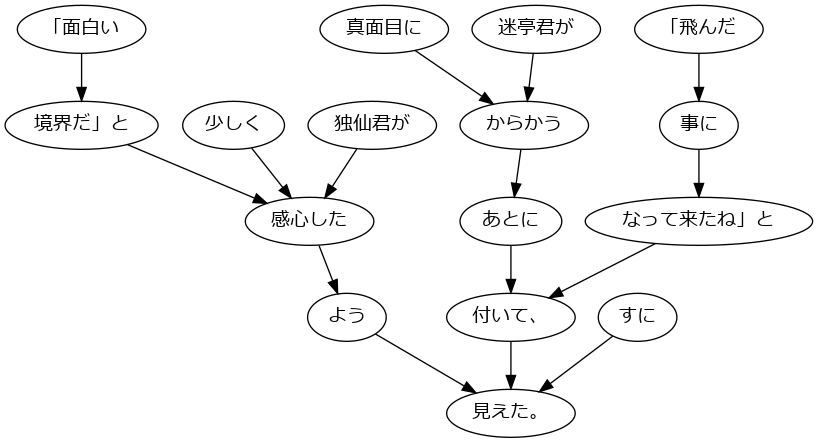 「面白い
真面目に
迷亭君が
「飛んだ
境界だ」と
少しく
独仙君が
からかう
事に
感心した
あとに
なって来たね」と
よう
付いて、
すに
見えた。